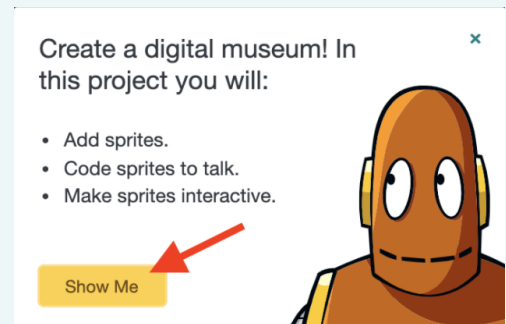 Create a digital museum! In
this project you will:
• Add sprites.
• Code sprites to talk.
• Make sprites interactive.
Show Me